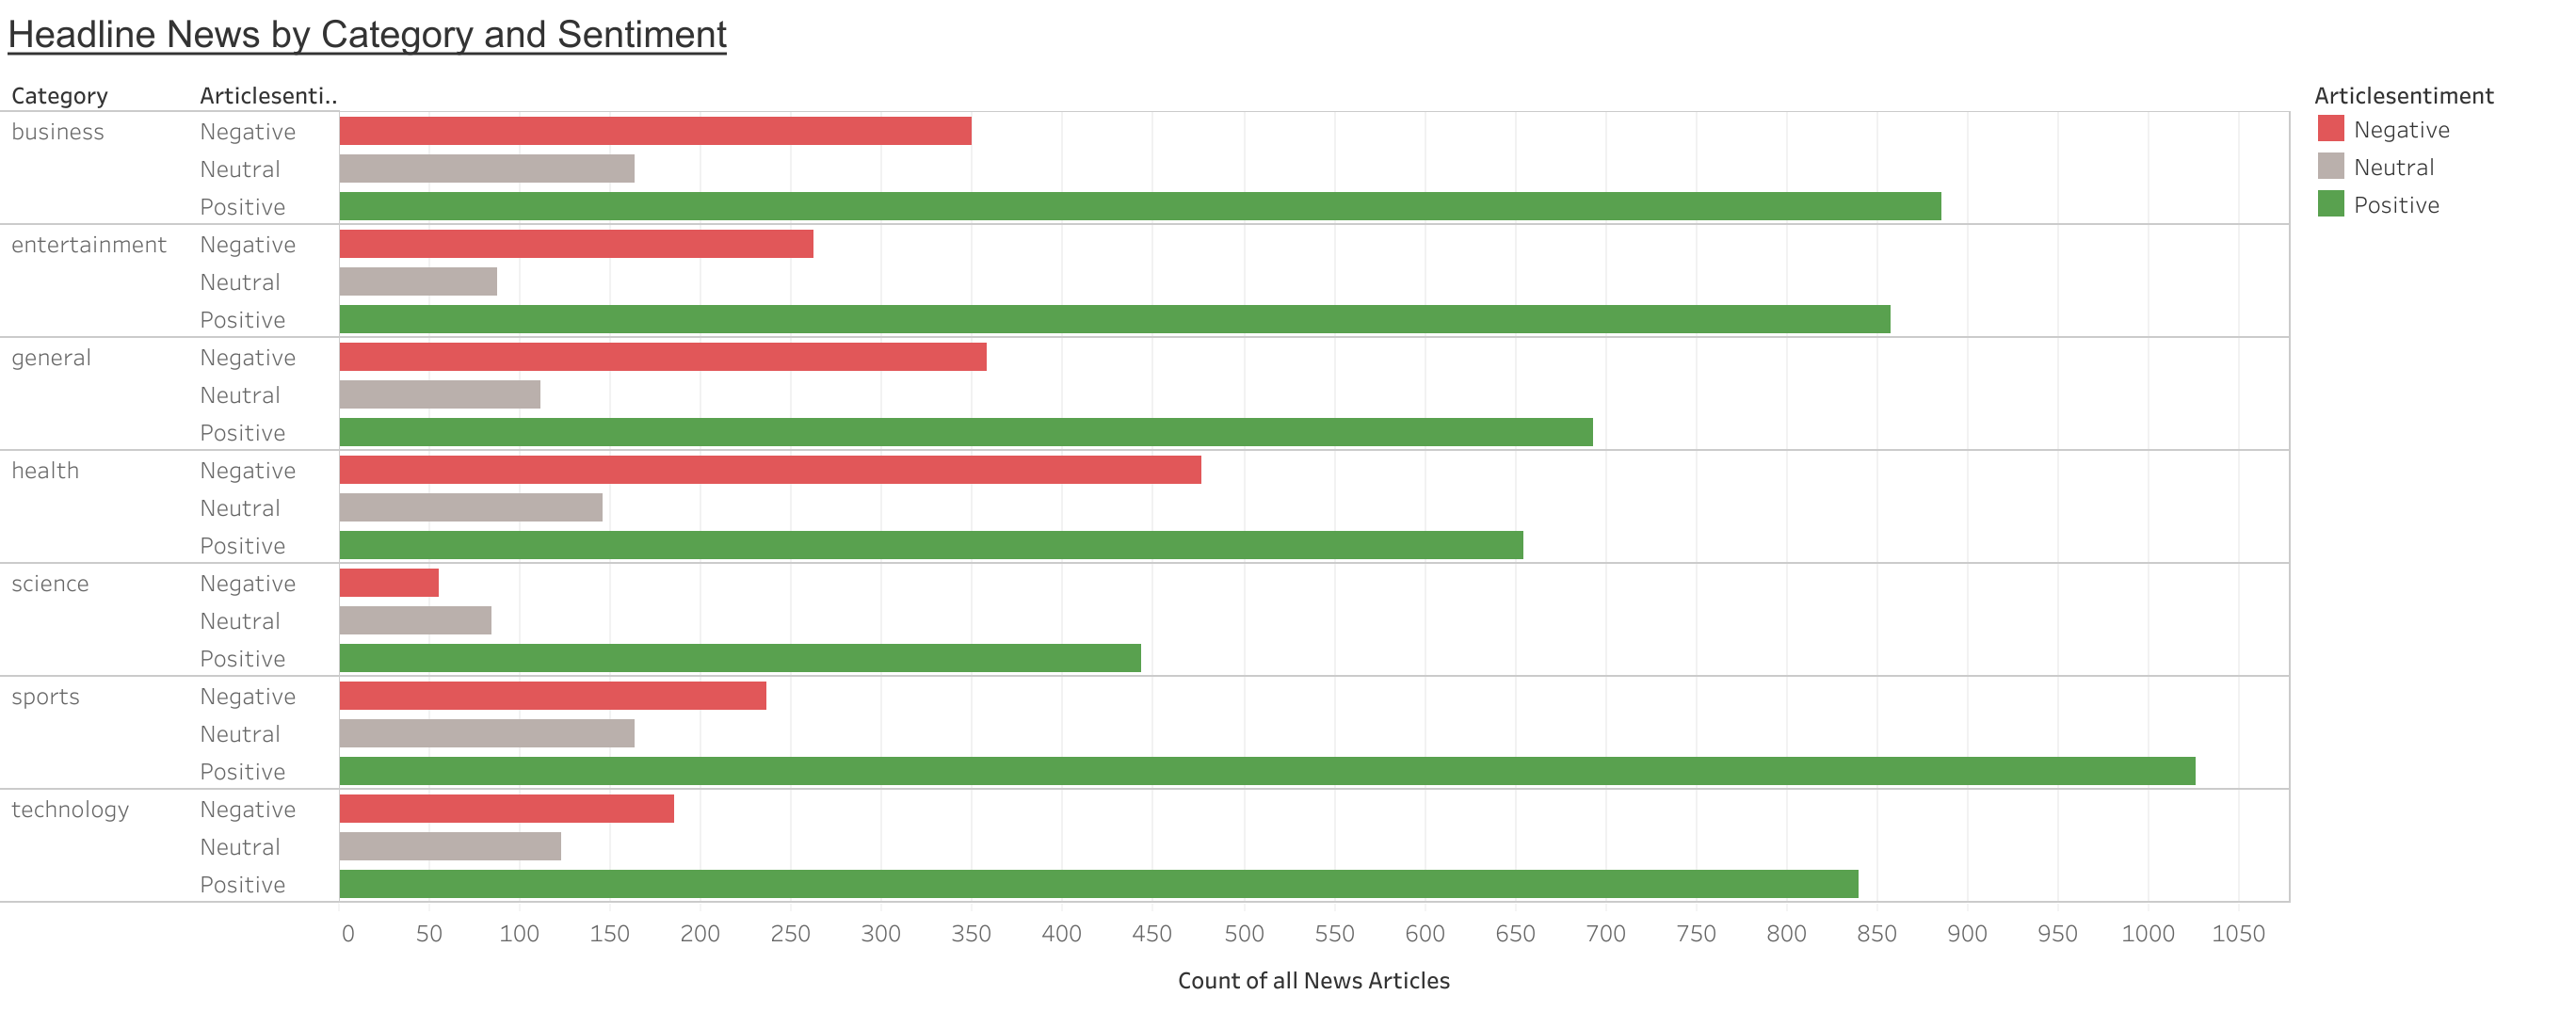 Headline News by Category and Sentiment
Category Articlesenti.. Articlesentiment
business Negative Negative
Neutral Neutral
Positive Positive
entertainment Negative
Neutral
Positive
general Negative
Neutral
Positive
health Negative
Neutral
Positive
science Negative
Neutral
Positive
sports Negative
Neutral
Positive
technology Negative
Neutral
Positive
0 50 100 150 200 250 300 350 400 450 500 550 600 650 700 750 800 850 900 950 1000 1050
Count of all News Articles